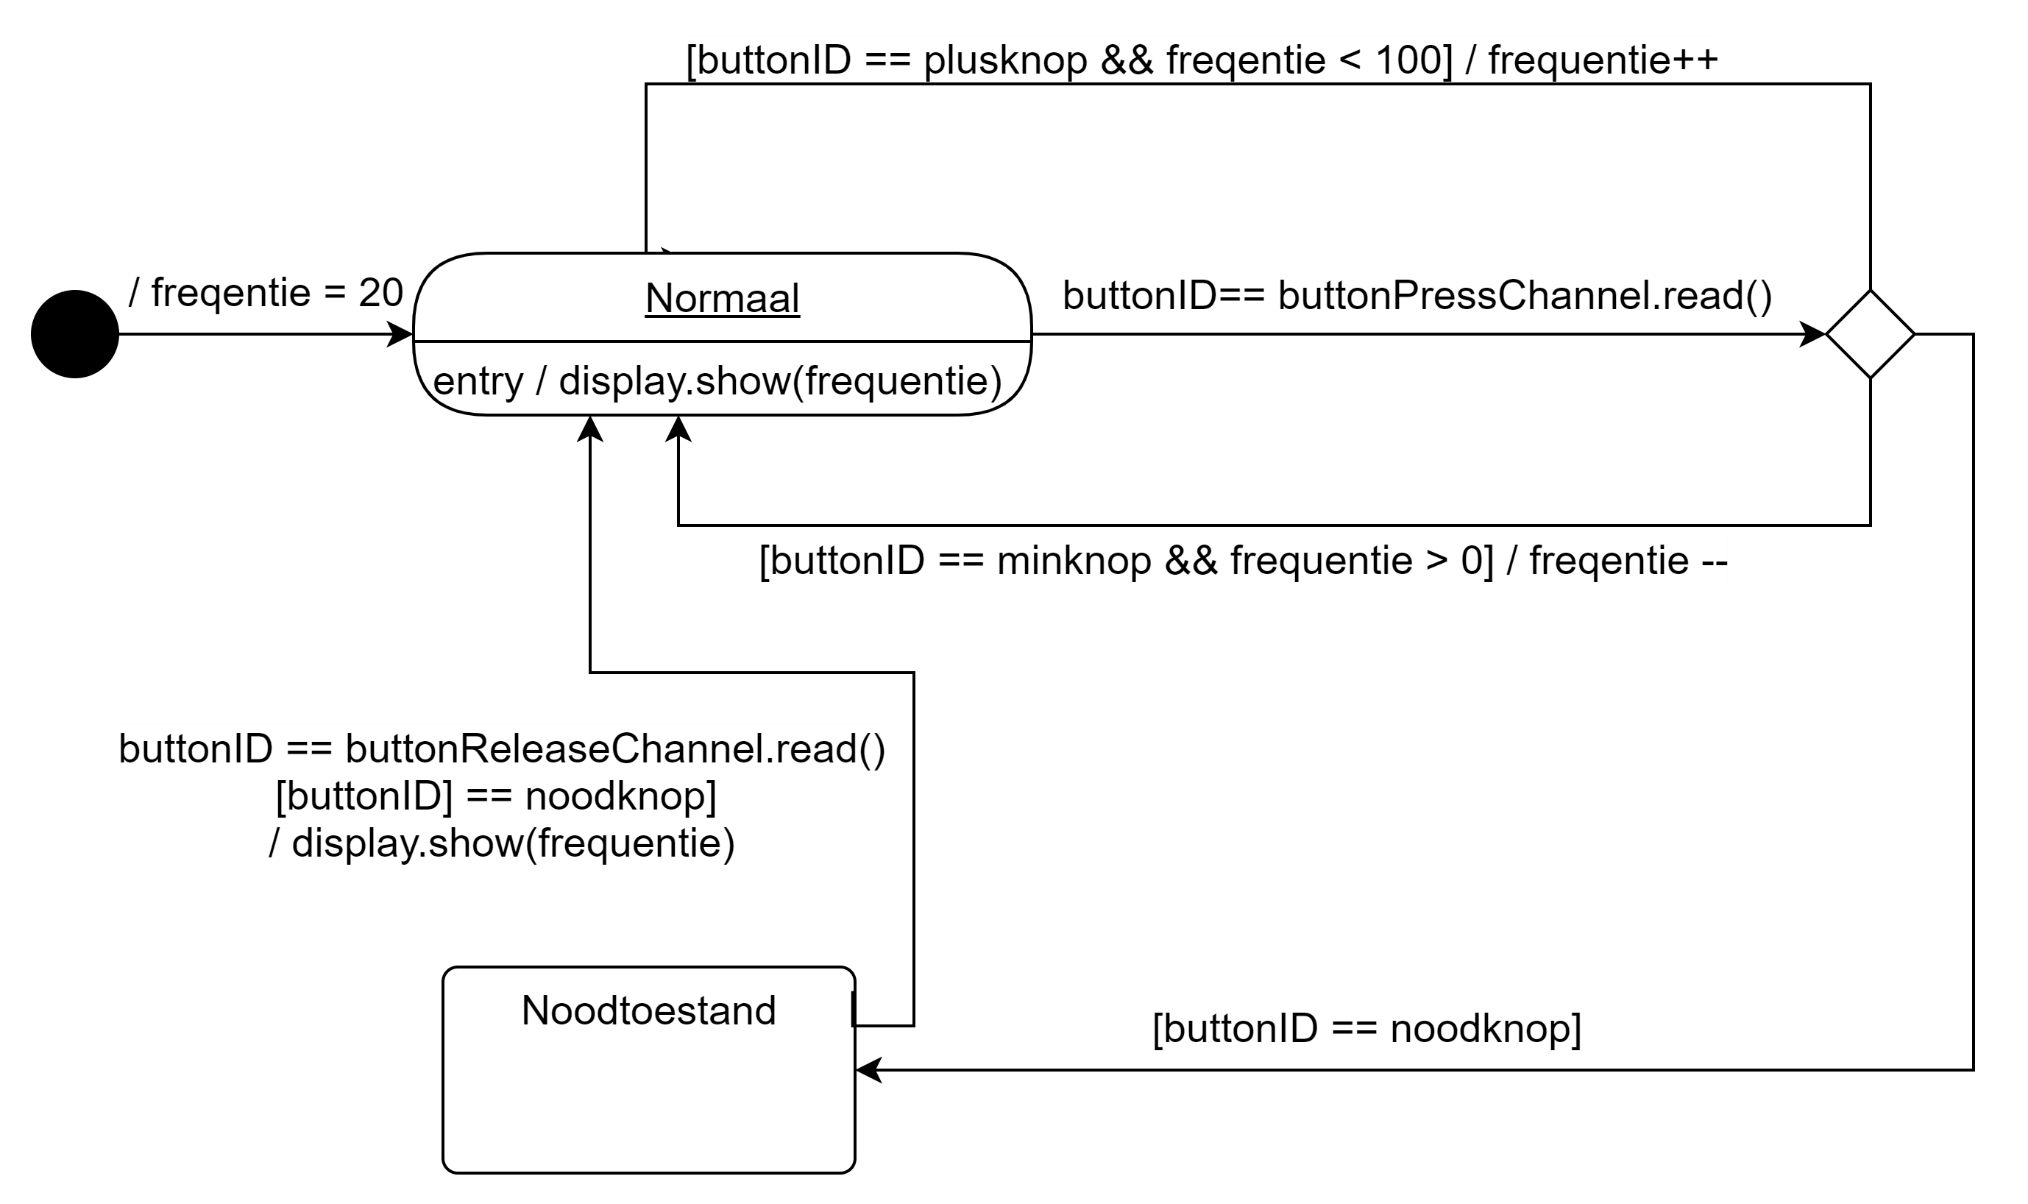 [buttonID == plusknop && freqentie < 100] / frequentie++
/ freqentie = 20
Normaal
entry / display.show(frequentie)
buttonID== buttonPressChannel.read()
[buttonID == minknop && frequentie > 0] / freqentie --
buttonID == buttonReleaseChannel.read()
[buttonID] == noodknop]
/ display.show(frequentie)
Noodtoestand
[buttonID == noodknop]